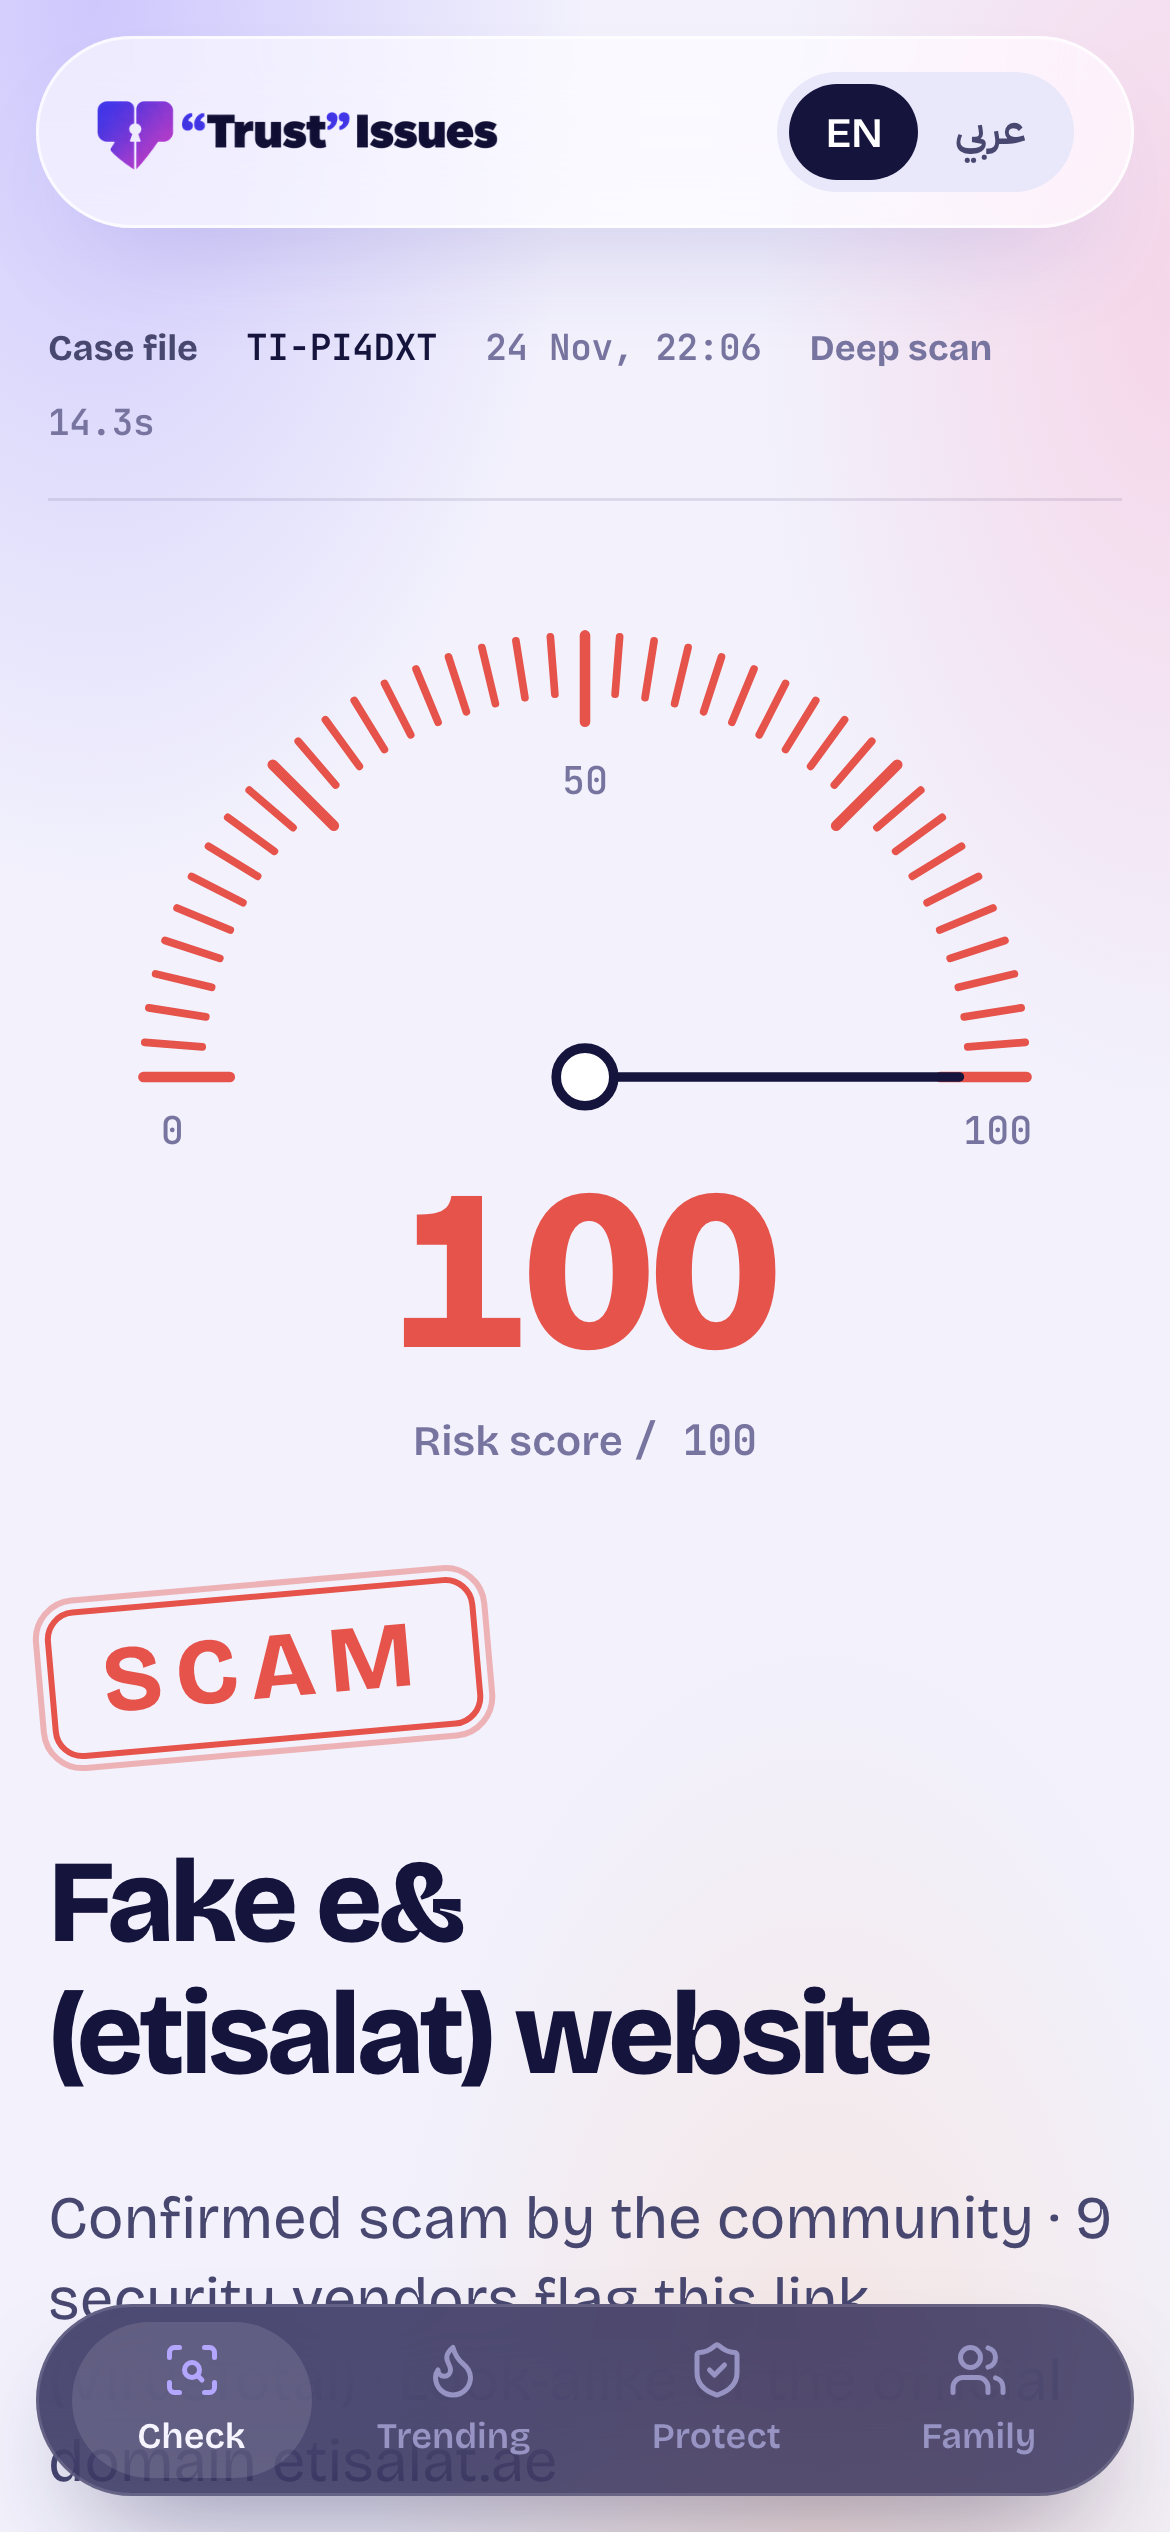 “Trust” Issues
EN
عربي
Case file TI-PI4DXT 24 Nov, 22:06 Deep scan
14.3s
50
0
100
100
Risk score / 100
SCAM
Fake e&
(etisalat) website
Confirmed scam by the community · 9
security vendors flag this link
the
domain etisalat.ae
Check
Trending
Protect
Family